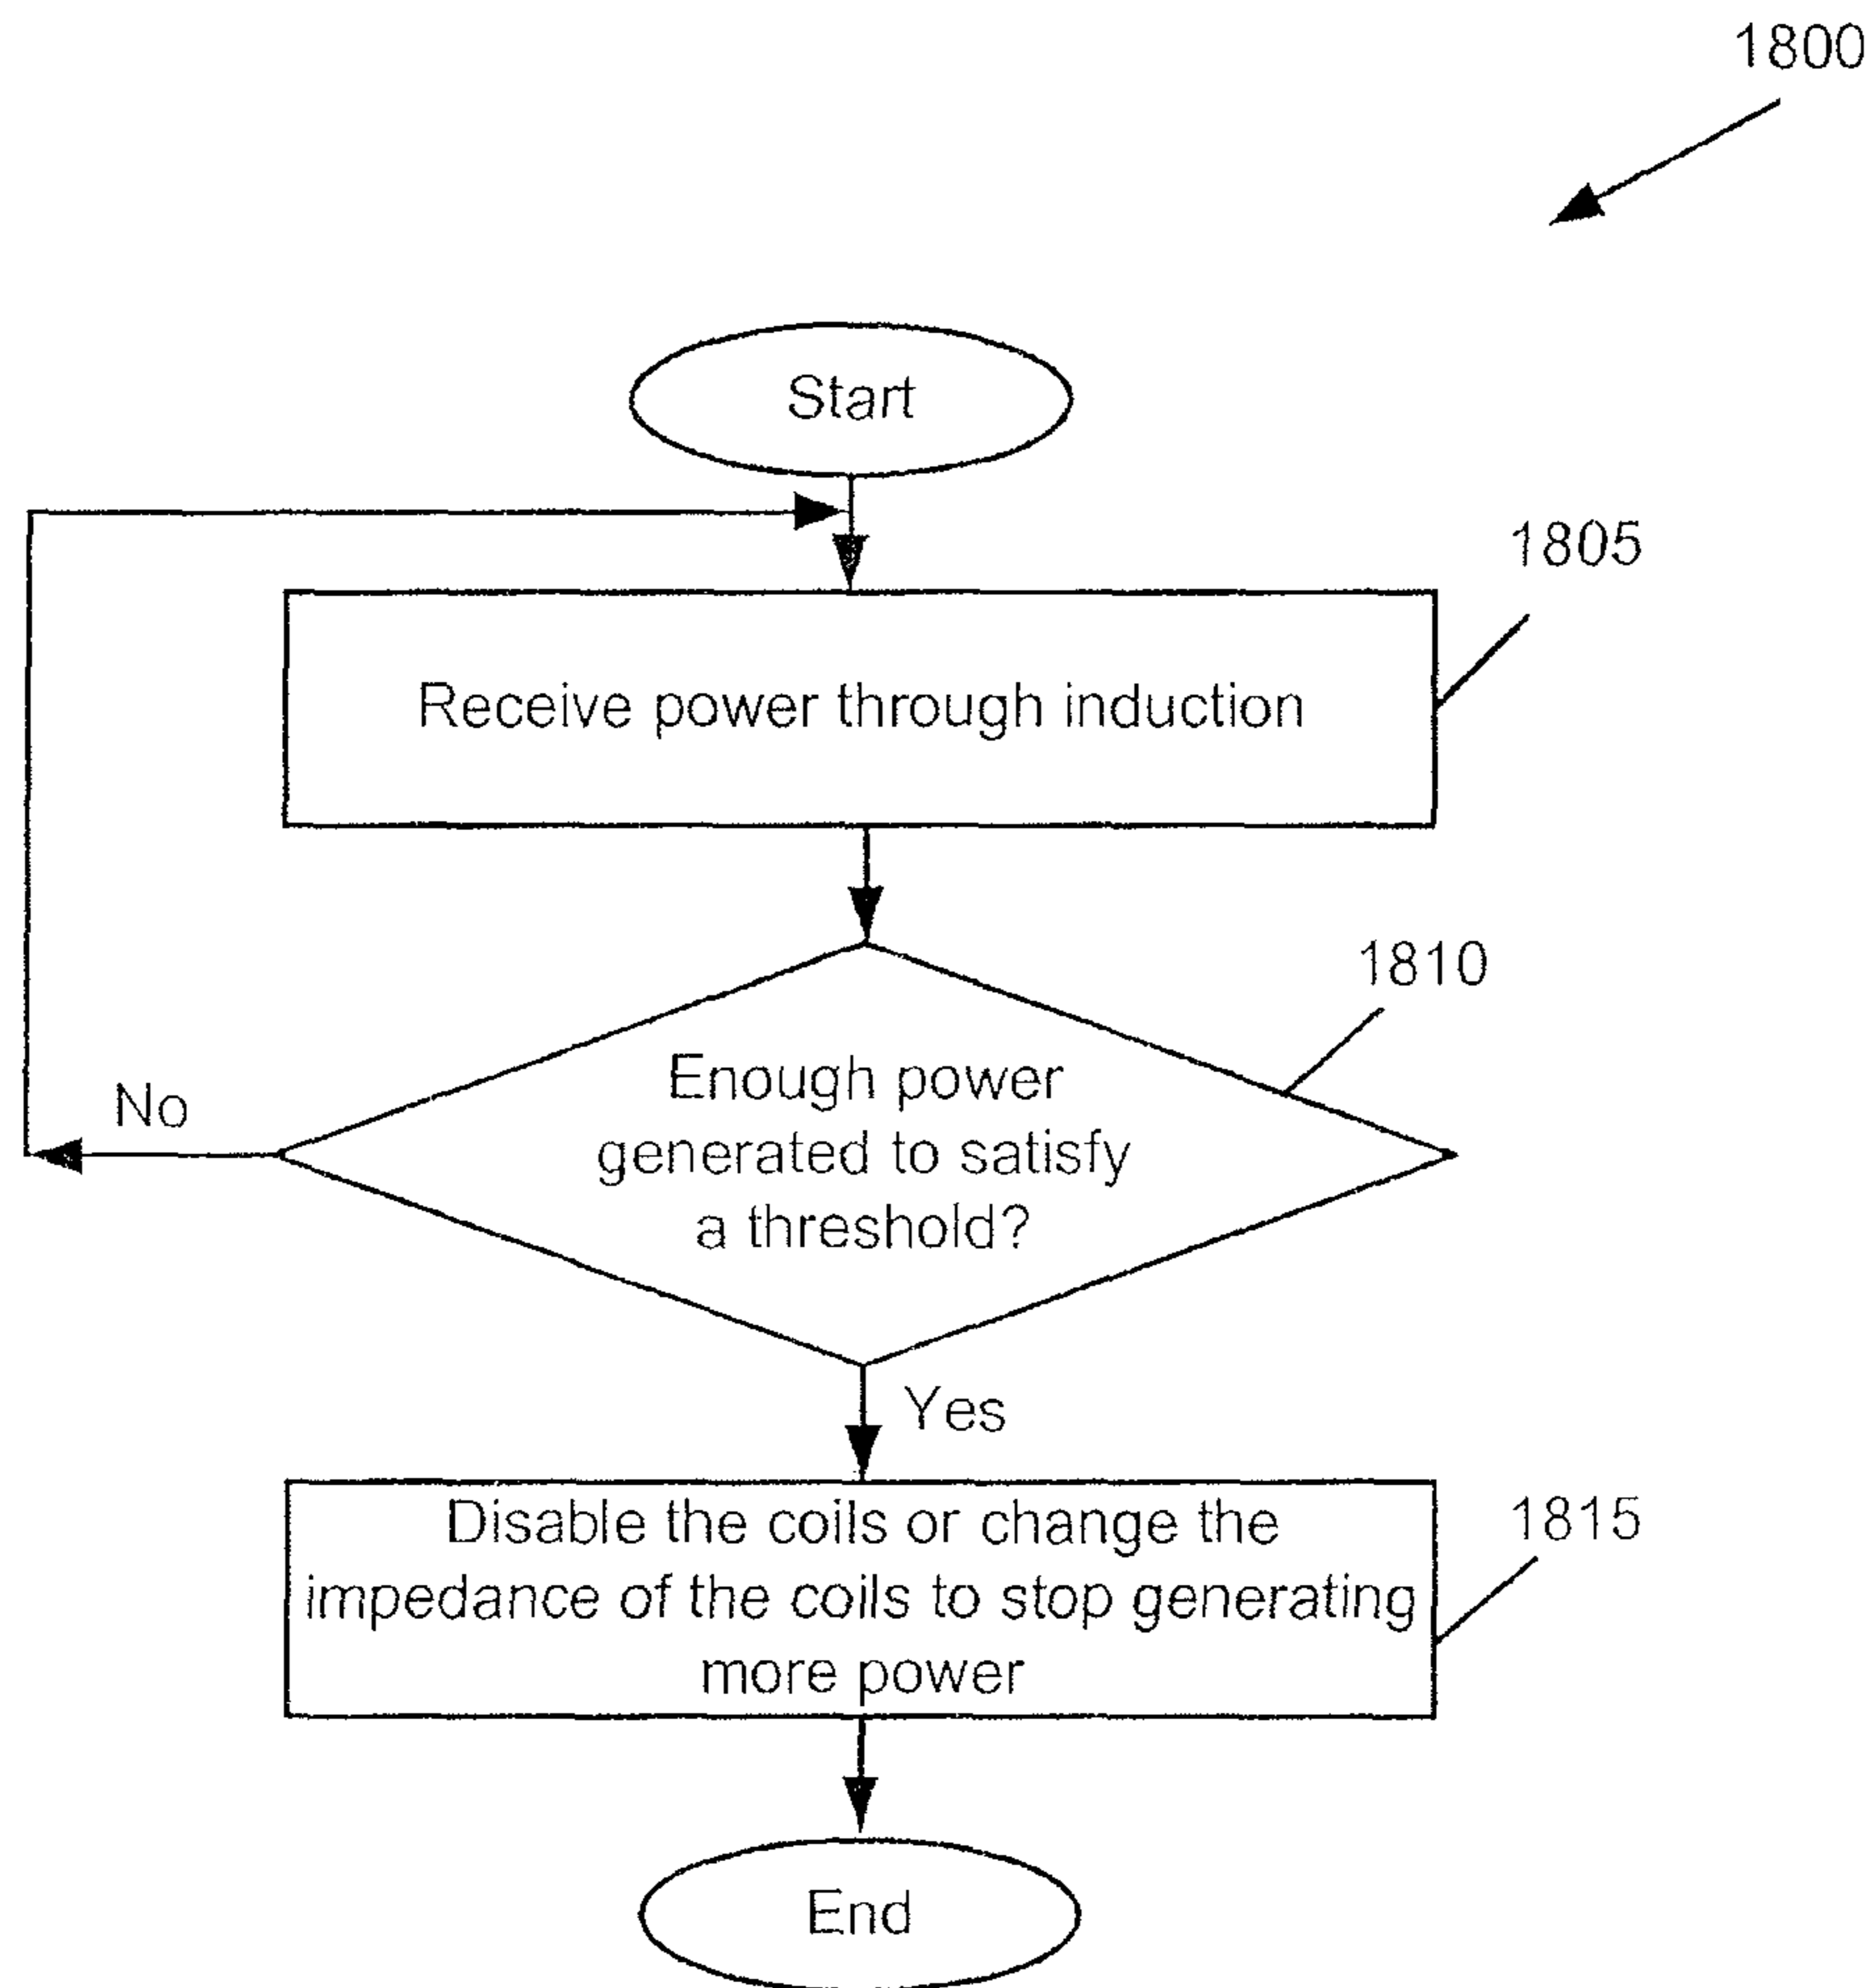 1800
Start
1805
Receive power through induction
1810
Enough power
generated to satisfy
a threshold?
No
Yes
Disable the coils or change the
impedance of the coils to stop generating
more power
1815
End